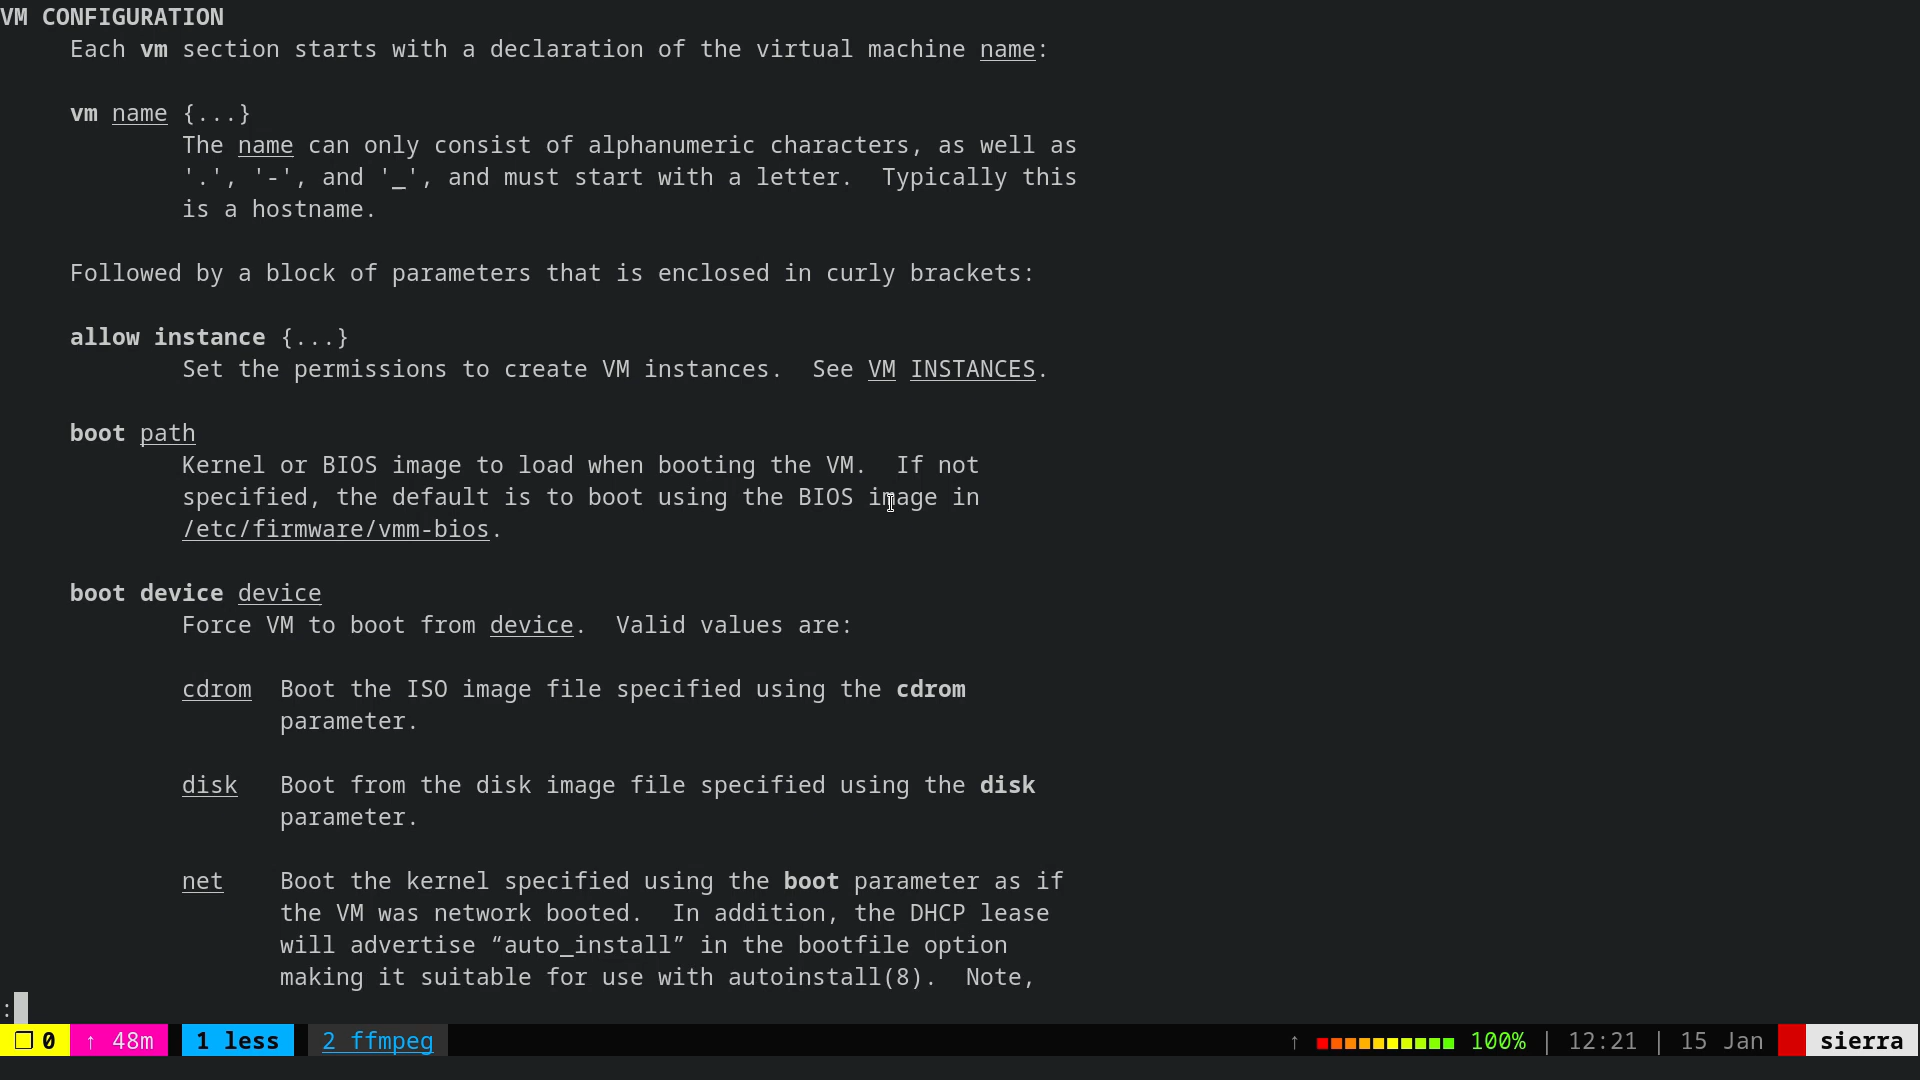 VM CONFIGURATION
Each vm section starts with a declaration of the virtual machine name:
vm name {...}
The name can only consist of alphanumeric characters, as well as
'.', '-', and '_', and must start with a letter.  Typically this
is a hostname.
Followed by a block of parameters that is enclosed in curly brackets:
allow instance {...}
Set the permissions to create VM instances.  See VM INSTANCES.
boot path
Kernel or BIOS image to load when booting the VM.  If not
specified, the default is to boot using the BIOS image in
/etc/firmware/vmm-bios.
boot device device
Force VM to boot from device.  Valid values are:
cdrom  Boot the ISO image file specified using the cdrom
parameter.
disk   Boot from the disk image file specified using the disk
parameter.
net    Boot the kernel specified using the boot parameter as if
the VM was network booted.  In addition, the DHCP lease
will advertise “auto_install” in the bootfile option
making it suitable for use with autoinstall(8).  Note,
:
❐ 0 ↑ 48m 1 less 2 ffmpeg ↑ 100% | 12:21 | 15 Jan sierra